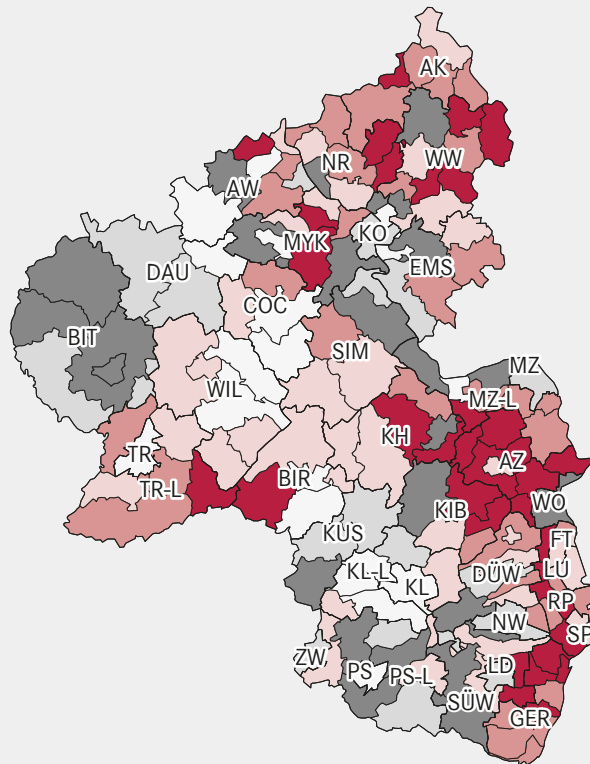 AK
NR
WW
AW
KO
MYK
DAU
EMS
COC
BIT
SIM
MZ
WIL
MZ-L
KH
TR
AZ
BIR
TR-L
WO
KIB
KUS
FT
KL-L
DÜW
LU
KL
RP
NW
SP
ZW
LD
PS
PS-L
SÜW
GER